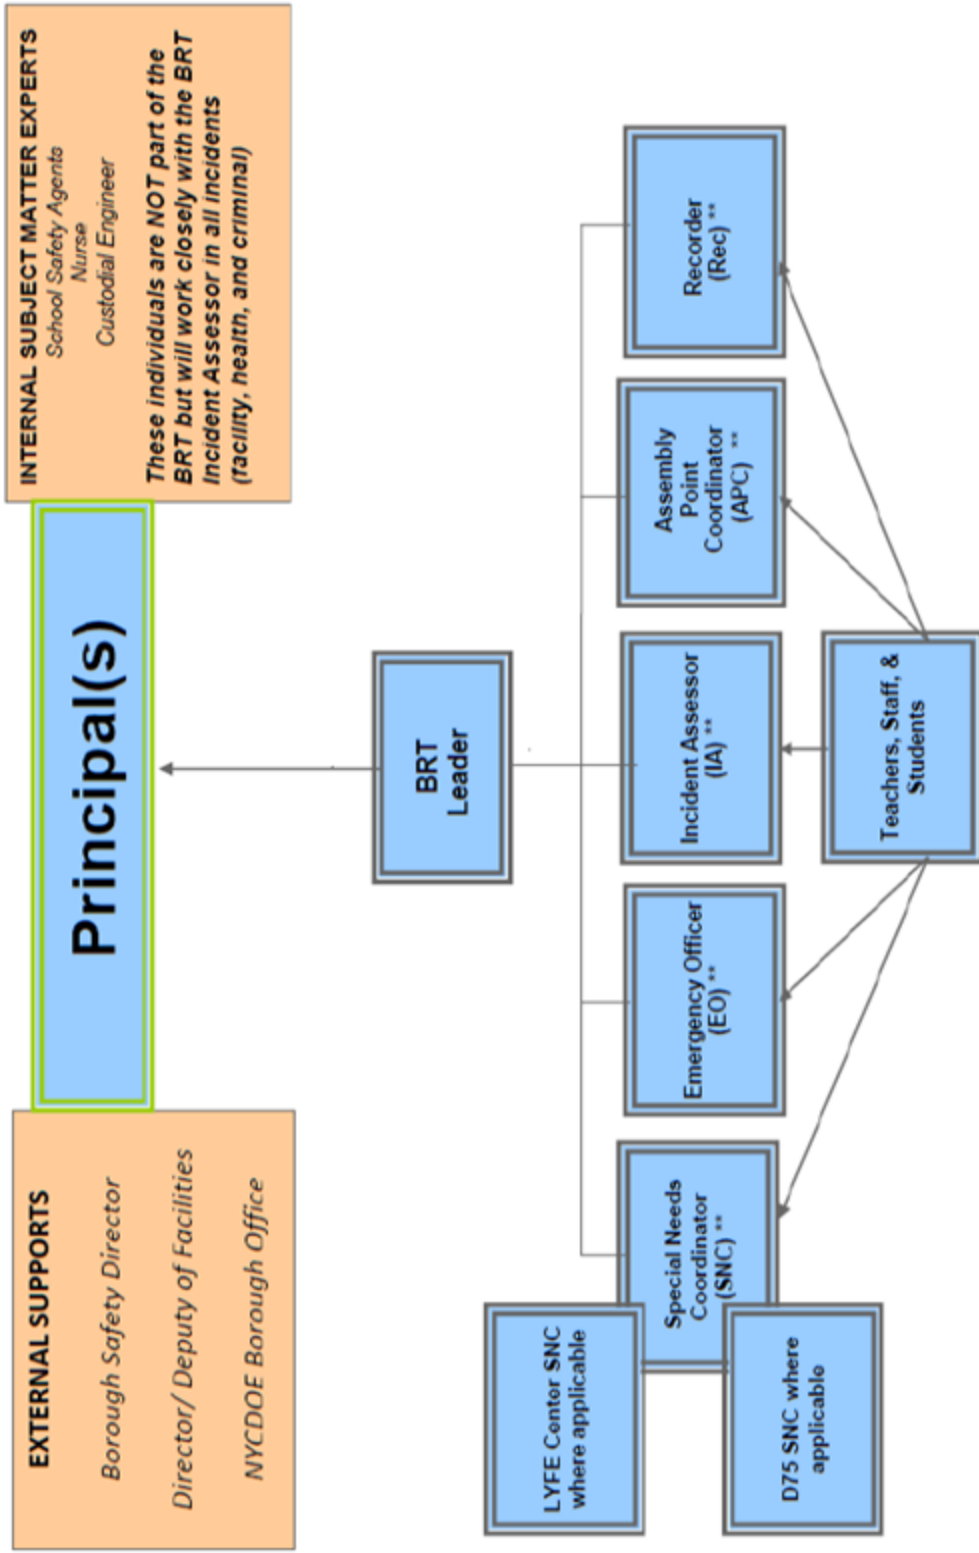 EXTERNAL SUPPORTS
Borough Safety Director
Director/ Deputy of Facilities
NYCDOE Borough Office
Principal(s)
INTERNAL SUBJECT MATTER EXPERTS
School Safety Agents
Nurse
Custodial Engineer
These individuals are NOT part of the
BRT but will work closely with the BRT
Incident Assessor in all incidents
(facility, health, and criminal)
BRT
Leader
LYFE Center SNC
where applicable
D75 SNC where
applicable
Special Needs
Coordinator
(SNC) **
Emergency Officer
(EO) **
Incident Assessor
(IA) **
Assembly
Point
Coordinator
(APC) **
Recorder
(Rec) **
Teachers, Staff, &
Students